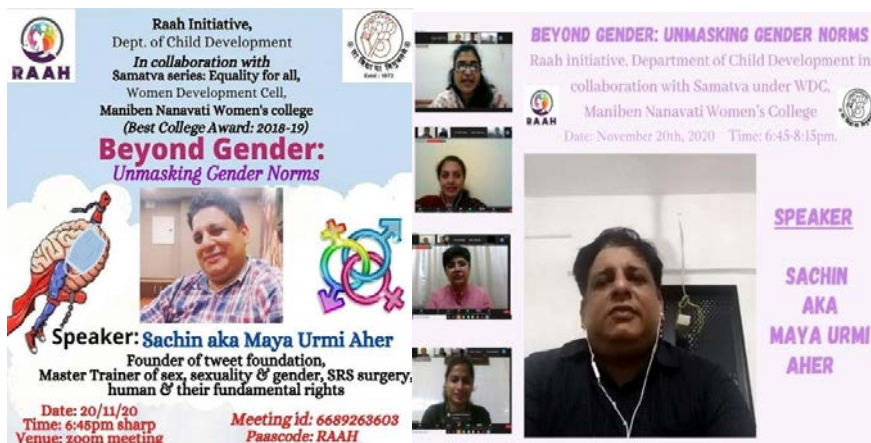 Raah Initiative,
Dept. of Child Development
In collaboration with
Samatva series: Equality for all,
Women Development Cell,
Maniben Nanavati Women's college
(Best College Award: 2018-19)
RAAH
Estd : 1973
Beyond Gender:
Unmasking Gender Norms
Speaker: Sachin aka Maya Urmi Aher
Founder of tweet foundation,
Master Trainer of sex, sexuality & gender, SRS surgery,
human & their fundamental rights
Date: 20/11/20
Time: 6:45pm sharp
Venue: zoom meeting
Meeting id: 6689263603
Paascode: RAAH
BEYOND GENDER: UNMASKING GENDER NORMS
Raah initiative, Department of Child Development in
collaboration with Samatva under WDC,
Maniben Nanavati Women's College
RAAH
Date: November 20th, 2020 Time: 6:45-8:15pm.
SPEAKER
SACHIN
AKA
MAYA URMI
AHER